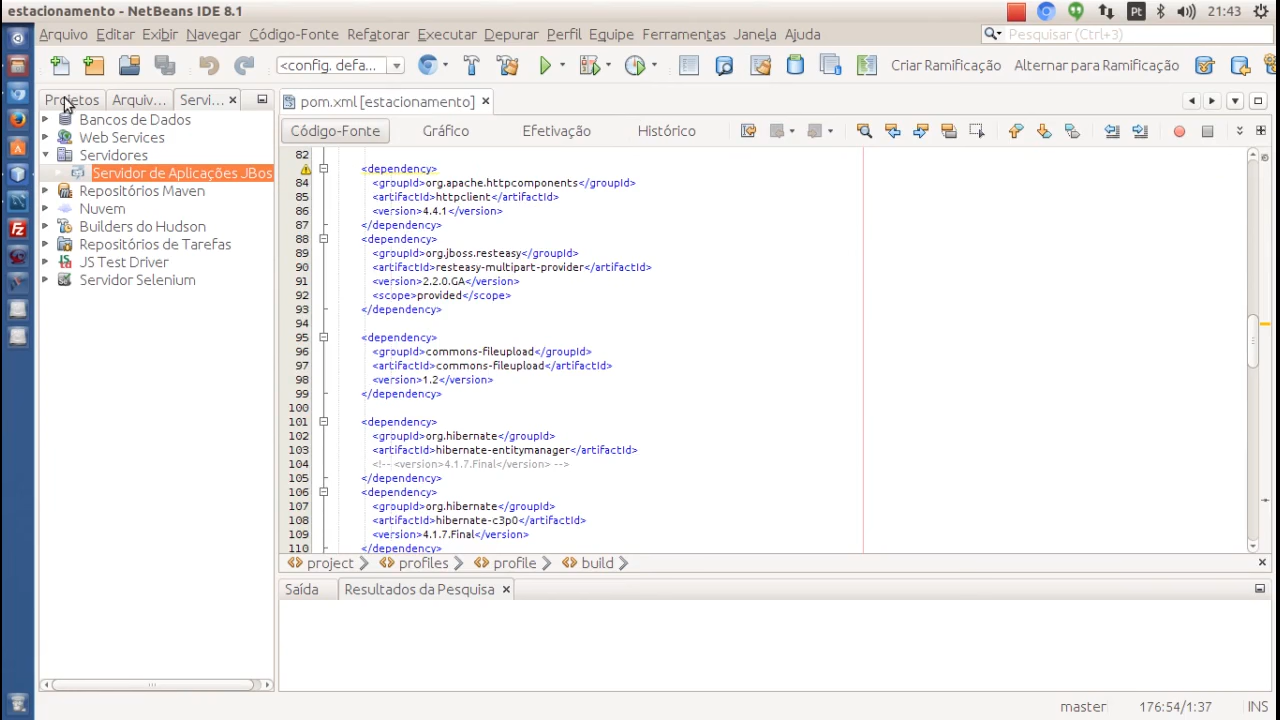 estacionamento - NetBeans IDE 8.1
Pt
21:43
Arquivo Editar Exibir Navegar Código-Fonte Refatorar Executar Depurar Perfil Equipe Ferramentas Janela Ajuda
Pesquisar (Ctrl+3)
<config. defa...
Criar Ramificação
Alternar para Ramificação
Projetos
Arquiv...
Servi...
pom.xml [estacionamento]
Código-Fonte
Gráfico
Efetivação
Histórico
Bancos de Dados
Web Services
Servidores
Servidor de Aplicações JBos
Repositórios Maven
Nuvem
Builders do Hudson
Repositórios de Tarefas
JS Test Driver
Servidor Selenium
82
<dependency>
84 <groupId>org.apache.httpcomponents</groupId>
85 <artifactId>httpclient</artifactId>
86 <version>4.4.1</version>
87 </dependency>
88 <dependency>
89 <groupId>org.jboss.resteasy</groupId>
90 <artifactId>resteasy-multipart-provider</artifactId>
91 <version>2.2.0.GA</version>
92 <scope>provided</scope>
93 </dependency>
94
95 <dependency>
96 <groupId>commons-fileupload</groupId>
97 <artifactId>commons-fileupload</artifactId>
98 <version>1.2</version>
99 </dependency>
100
101 <dependency>
102 <groupId>org.hibernate</groupId>
103 <artifactId>hibernate-entitymanager</artifactId>
104 <!-- <version>4.1.7.Final</version> -->
105 </dependency>
106 <dependency>
107 <groupId>org.hibernate</groupId>
108 <artifactId>hibernate-c3p0</artifactId>
109 <version>4.1.7.Final</version>
110 </dependency>
project profiles profile build
Saída
Resultados da Pesquisa
master
176:54/1:37
INS